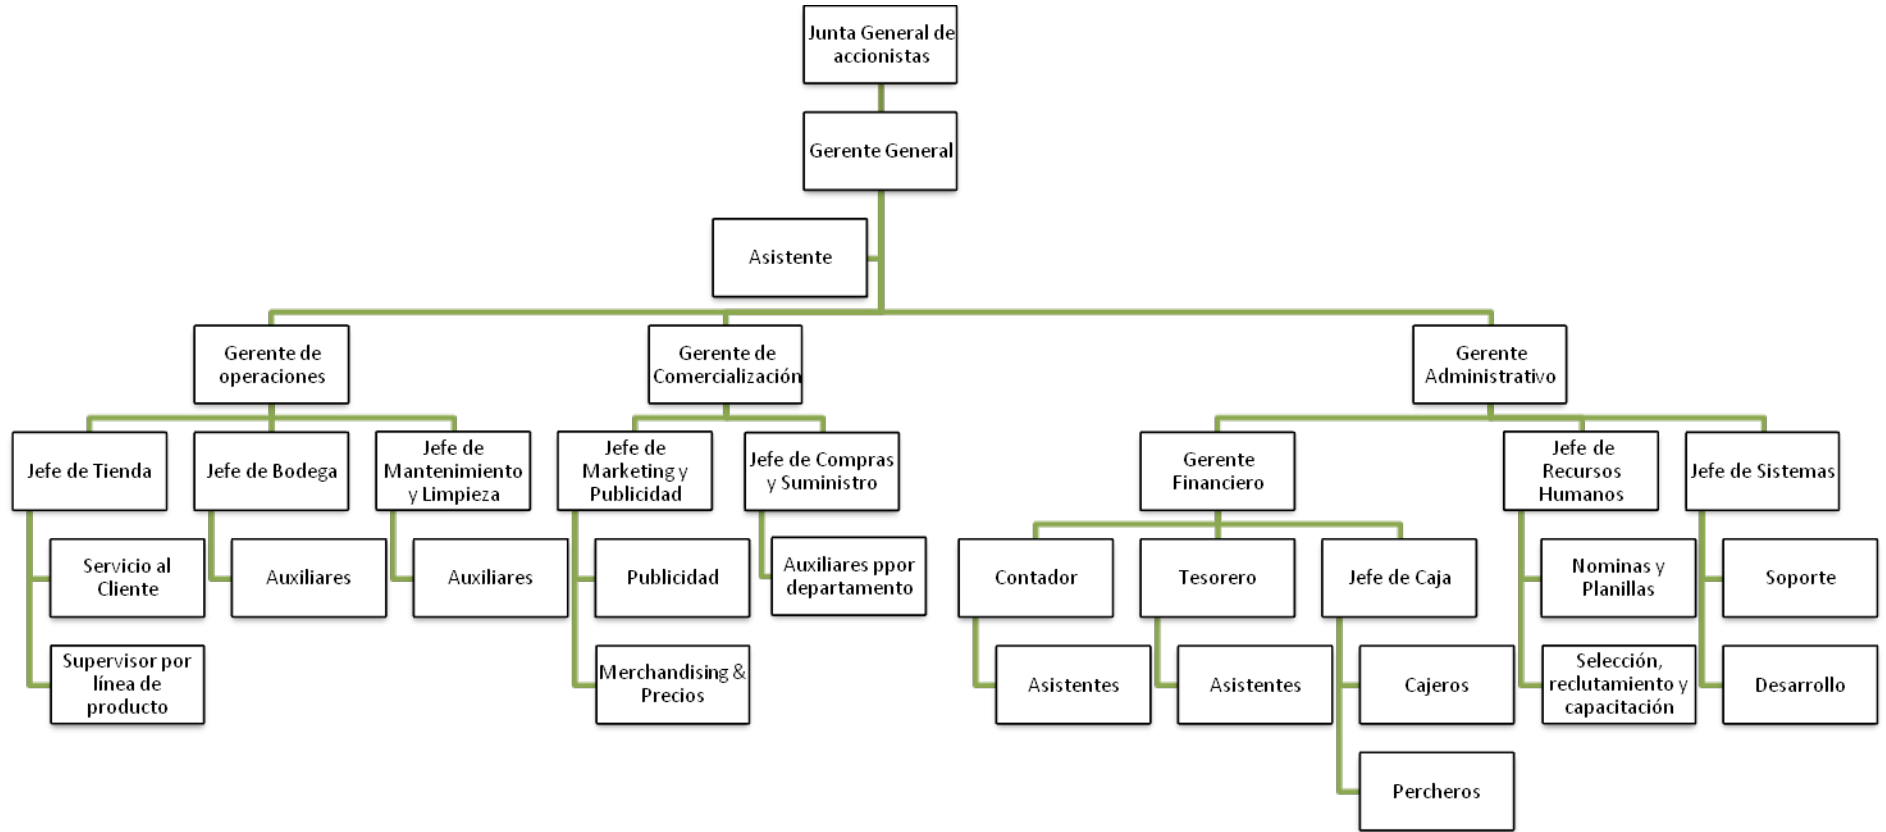 Junta General de
accionistas
Gerente General
Asistente
Gerente de
operaciones
Gerente de
Comercialización
Gerente
Administrativo
Jefe de Tienda
Jefe de Bodega
Jefe de
Mantenimiento
y Limpieza
Jefe de
Marketing y
Publicidad
Jefe de Compras
y Suministro
Gerente
Financiero
Jefe de
Recursos
Humanos
Jefe de Sistemas
Servicio al
Cliente
Auxiliares
Auxiliares
Publicidad
Auxiliares ppor
departamento
Contador
Tesorero
Jefe de Caja
Nominas y
Planillas
Soporte
Supervisor por
línea de
producto
Merchandising &
Precios
Asistentes
Asistentes
Cajeros
Selección,
reclutamiento y
capacitación
Desarrollo
Percheros